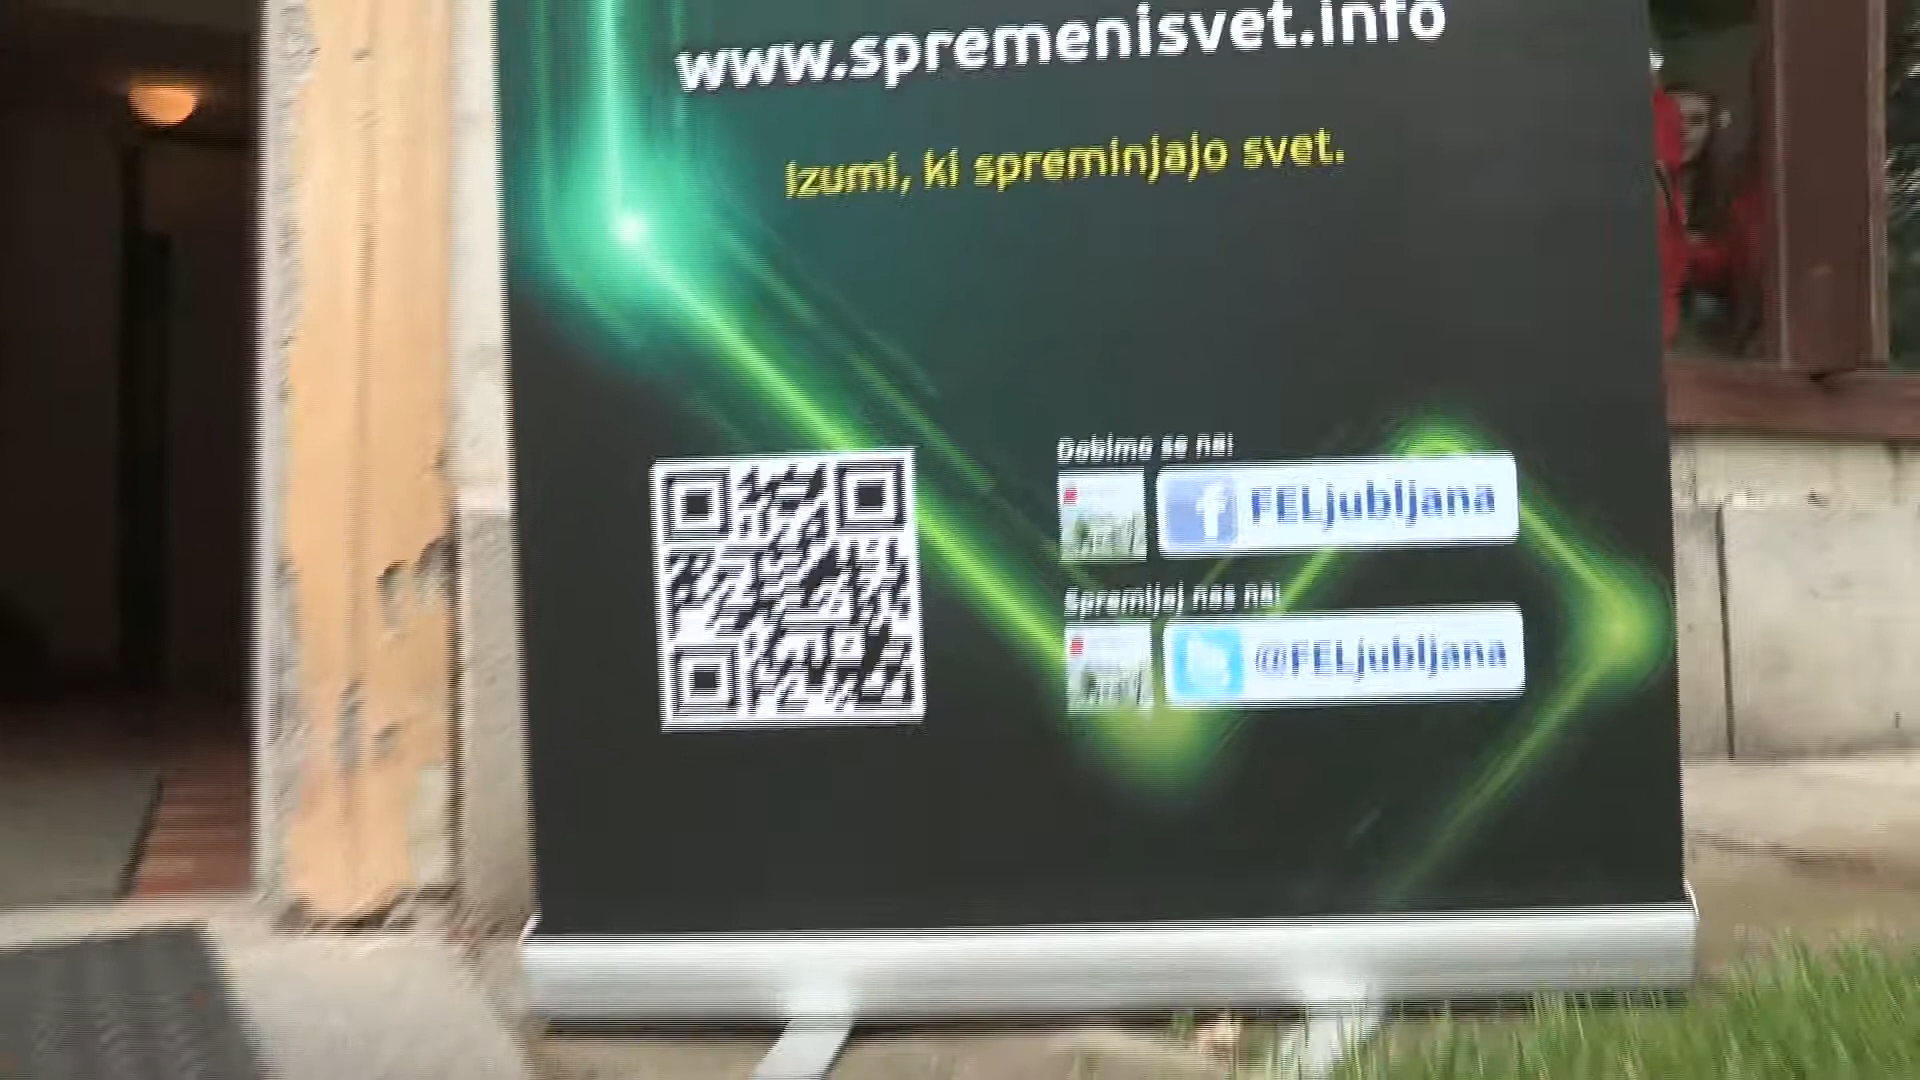 www.spremenisvet.info
Izumi, ki spreminjajo svet.
Dobimo se na:
FELjubljana
Spremljaj nas na:
@FELjubljana